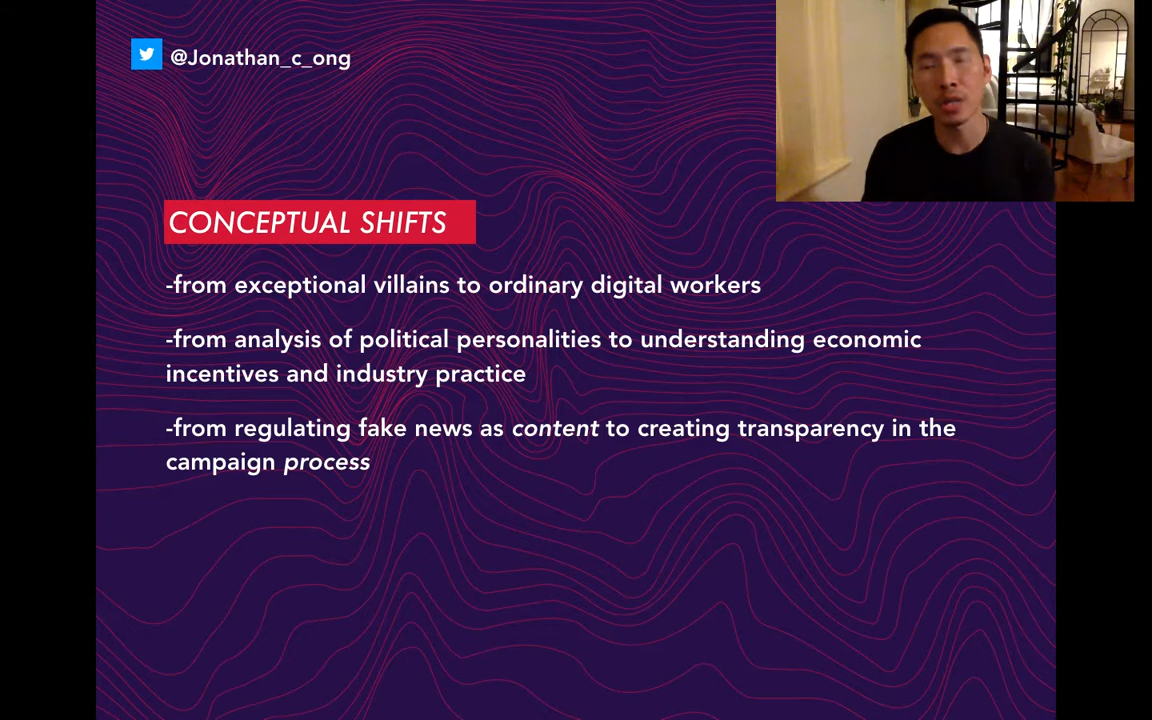 @Jonathan_c_ong
CONCEPTUAL SHIFTS
-from exceptional villains to ordinary digital workers
-from analysis of political personalities to understanding economic
incentives and industry practice
-from regulating fake news as content to creating transparency in the
campaign process